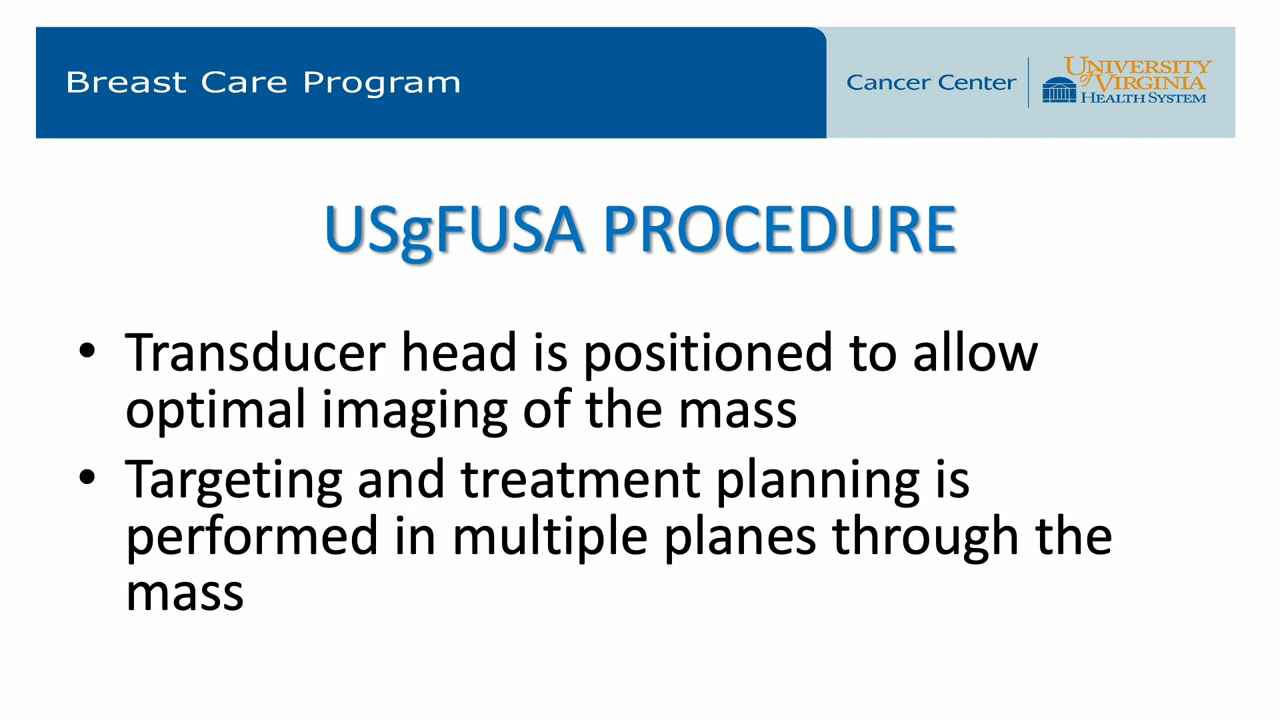 Breast Care Program
Cancer Center
UNIVERSITY
of VIRGINIA
HEALTH SYSTEM
USgFUSA PROCEDURE
• Transducer head is positioned to allow
optimal imaging of the mass
• Targeting and treatment planning is
performed in multiple planes through the
mass